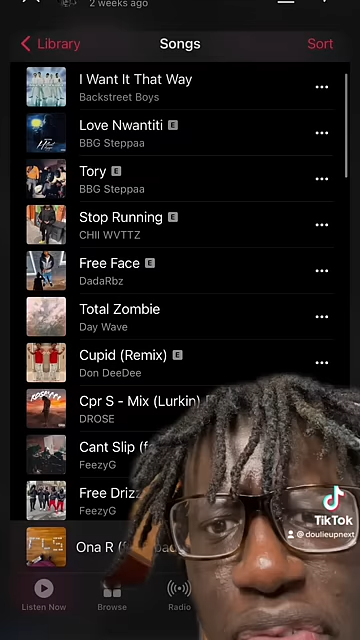 2 weeks ago
Library
Songs
Sort
I Want It That Way
Backstreet Boys
Love Nwantiti E
BBG Steppaa
Tory E
BBG Steppaa
Stop Running E
CHII WVTTZ
Free Face E
DadaRbz
Total Zombie
Day Wave
Cupid (Remix) E
Don DeeDee
Cpr S - Mix (Lurkin)
DROSE
Cant Slip (f
FeezyG
Free Drizz
FeezyG
Ona R (f
Listen Now
Browse
Radio
TikTok
@doulieupnext